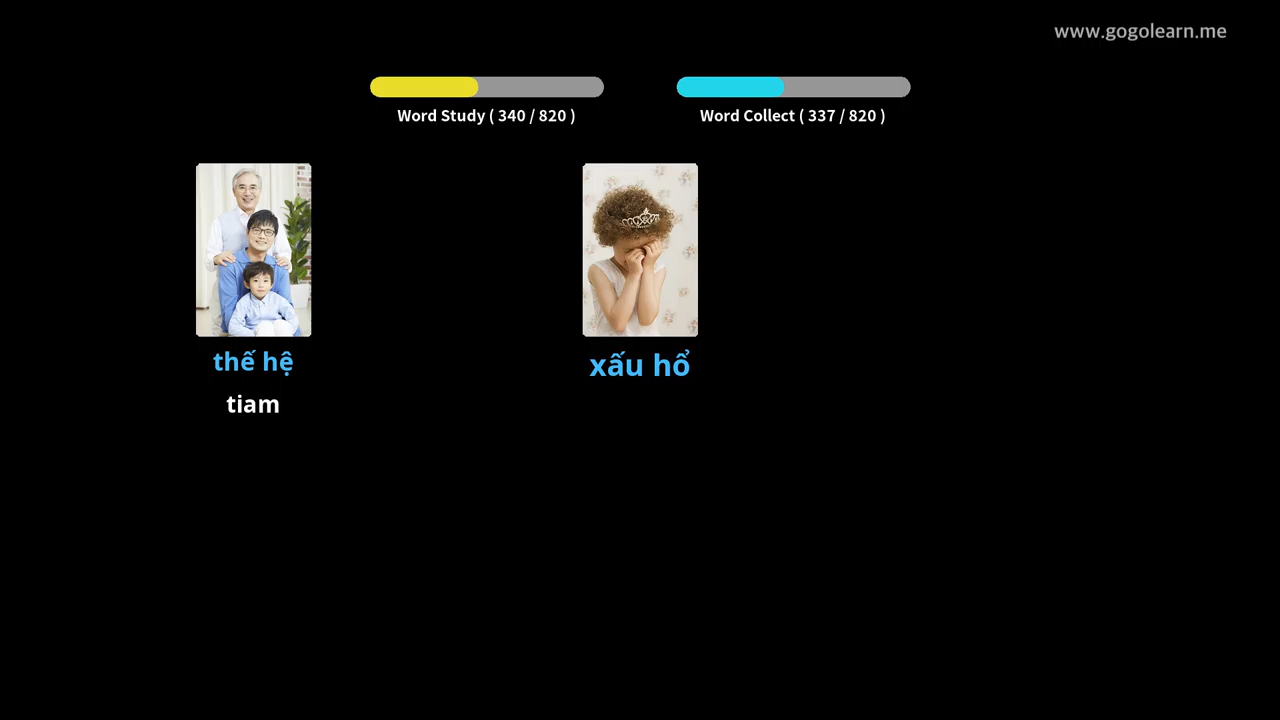 www.gogolearn.me
Word Study ( 340 / 820 )
Word Collect ( 337 / 820 )
thế hệ
tiam
xấu hổ